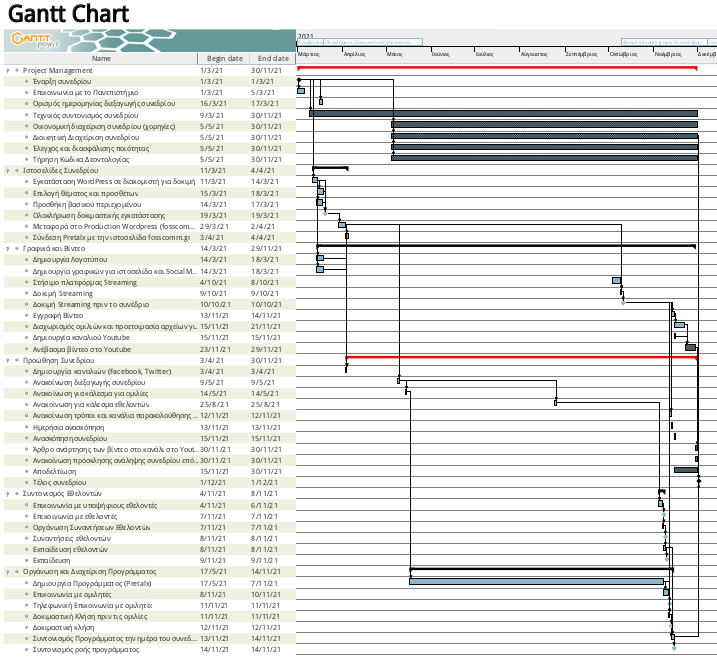 Gantt Chart
GANTT project
2021
Name Begin date End date Μάρτιος Απρίλιος Μάιος Ιούνιος Ιούλιος Αύγουστος Σεπτέμβριος Οκτώβριος Νοέμβριος Δεκέμβ
Project Management 1/3/21 30/11/21
Έναρξη συνεδρίου 1/3/21 1/3/21
Επικοινωνία με το Πανεπιστήμιο 1/3/21 5/3/21
Ορισμός ημερομηνίας διεξαγωγής συνεδρίου 16/3/21 17/3/21
Τεχνικός συντονισμός συνεδρίου 9/3/21 30/11/21
Οικονομική διαχείριση συνεδρίου (χορηγίες) 5/5/21 30/11/21
Διοικητική Διαχείριση συνεδρίου 5/5/21 30/11/21
Έλεγχος και διασφάλισης ποιότητας 5/5/21 30/11/21
Τήρηση Κώδικα Δεοντολογίας 5/5/21 30/11/21
Ιστοσελίδες Συνεδρίου 11/3/21 4/4/21
Εγκατάσταση WordPress σε διακομιστή για δοκιμή 11/3/21 14/3/21
Επιλογή θέματος και προσθέτων 15/3/21 18/3/21
Προσθήκη βασικού περιεχομένου 14/3/21 17/3/21
Ολοκλήρωση δοκιμαστικής εγκατάστασης 19/3/21 19/3/21
Μεταφορά στο Production Wordpress (fosscom... 29/3/21 2/4/21
Σύνδεση Pretalx με την ιστοσελίδα fosscomm.gr 3/4/21 4/4/21
Γραφικά και Βίντεο 14/3/21 29/11/21
Δημιουργία Λογοτύπου 14/3/21 18/3/21
Δημιουργία γραφικών για ιστοσελίδα και Social M... 14/3/21 18/3/21
Στήσιμο πλατφόρμας Streaming 4/10/21 8/10/21
Δοκιμή Streaming 9/10/21 9/10/21
Δοκιμή Streaming πριν το συνέδριο 10/10/21 10/10/21
Εγγραφή Βίντεο 13/11/21 14/11/21
Διαχωρισμός ομιλιών και προετοιμασία αρχείων γι... 15/11/21 21/11/21
Δημιουργία καναλιού Youtube 15/11/21 15/11/21
Ανέβασμα βίντεο στο Youtube 23/11/21 29/11/21
Προώθηση Συνεδρίου 3/4/21 30/11/21
Δημιουργία καναλιών (Facebook, Twitter) 3/4/21 3/4/21
Ανακοίνωση διεξαγωγής συνεδρίου 9/5/21 9/5/21
Ανακοίνωση για κάλεσμα για ομιλίες 14/5/21 14/5/21
Ανακοίνωση για κάλεσμα εθελοντών 25/8/21 25/8/21
Ανακοίνωση τρόποι και κανάλια παρακολούθησης ... 12/11/21 12/11/21
Ημερήσια ανασκόπηση 13/11/21 13/11/21
Ανασκόπηση συνεδρίου 15/11/21 15/11/21
Άρθρο ανάρτησης των βίντεο στο κανάλι στο Yout... 30/11/21 30/11/21
Ανακοίνωση πρόσκλησης ανάληψης συνεδρίου από... 30/11/21 30/11/21
Αποδελτίωση 15/11/21 30/11/21
Τέλος συνεδρίου 1/12/21 1/12/21
Συντονισμός Εθελοντών 4/11/21 8/11/21
Επικοινωνία με υποψήφιους εθελοντές 4/11/21 6/11/21
Επικοινωνία με εθελοντές 7/11/21 7/11/21
Οργάνωση Συναντήσεων Εθελοντών 7/11/21 7/11/21
Συναντήσεις εθελοντών 8/11/21 8/11/21
Εκπαίδευση εθελοντών 8/11/21 8/11/21
Εκπαίδευση 9/11/21 9/11/21
Οργάνωση και Διαχείριση Προγράμματος 17/5/21 14/11/21
Δημιουργία Προγράμματος (Pretalx) 17/5/21 7/11/21
Επικοινωνία με ομιλητές 8/11/21 10/11/21
Τηλεφωνική Επικοινωνία με ομιλητές 11/11/21 11/11/21
Δοκιμαστική Κλήση πριν τις ομιλίες 11/11/21 11/11/21
Δοκιμαστική κλήση 12/11/21 12/11/21
Συντονισμός Προγράμματος την ημέρα του συνεδ... 13/11/21 14/11/21
Συντονισμός ροής προγράμματος 14/11/21 14/11/21